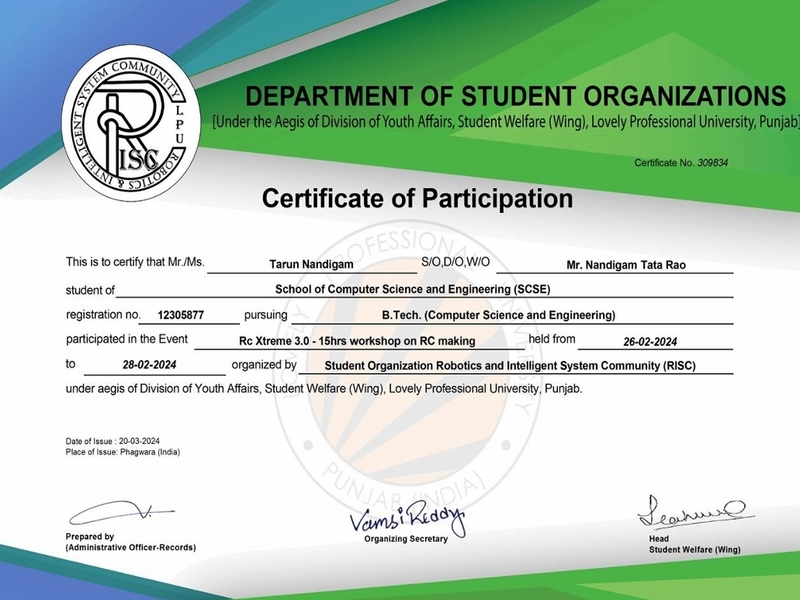 DEPARTMENT OF STUDENT ORGANIZATIONS
[Under the Aegis of Division of Youth Affairs, Student Welfare (Wing), Lovely Professional University, Punjab]
ROBOTICS & INTELLIGENT SYSTEM COMMUNITY LPU
RISC
Certificate No. 309834
Certificate of Participation
This is to certify that Mr./Ms. Tarun Nandigam S/O,D/O,W/O Mr. Nandigam Tata Rao
student of School of Computer Science and Engineering (SCSE)
registration no. 12305877 pursuing B.Tech. (Computer Science and Engineering)
participated in the Event Rc Xtreme 3.0 - 15hrs workshop on RC making held from 26-02-2024
to 28-02-2024 organized by Student Organization Robotics and Intelligent System Community (RISC)
under aegis of Division of Youth Affairs, Student Welfare (Wing), Lovely Professional University, Punjab.
LOVELY PROFESSIONAL UNIVERSITY
PUNJAB (INDIA)
Date of Issue : 20-03-2024
Place of Issue: Phagwara (India)
Vamsi Reddy
Prepared by
(Administrative Officer-Records)
Organizing Secretary
Head
Student Welfare (Wing)